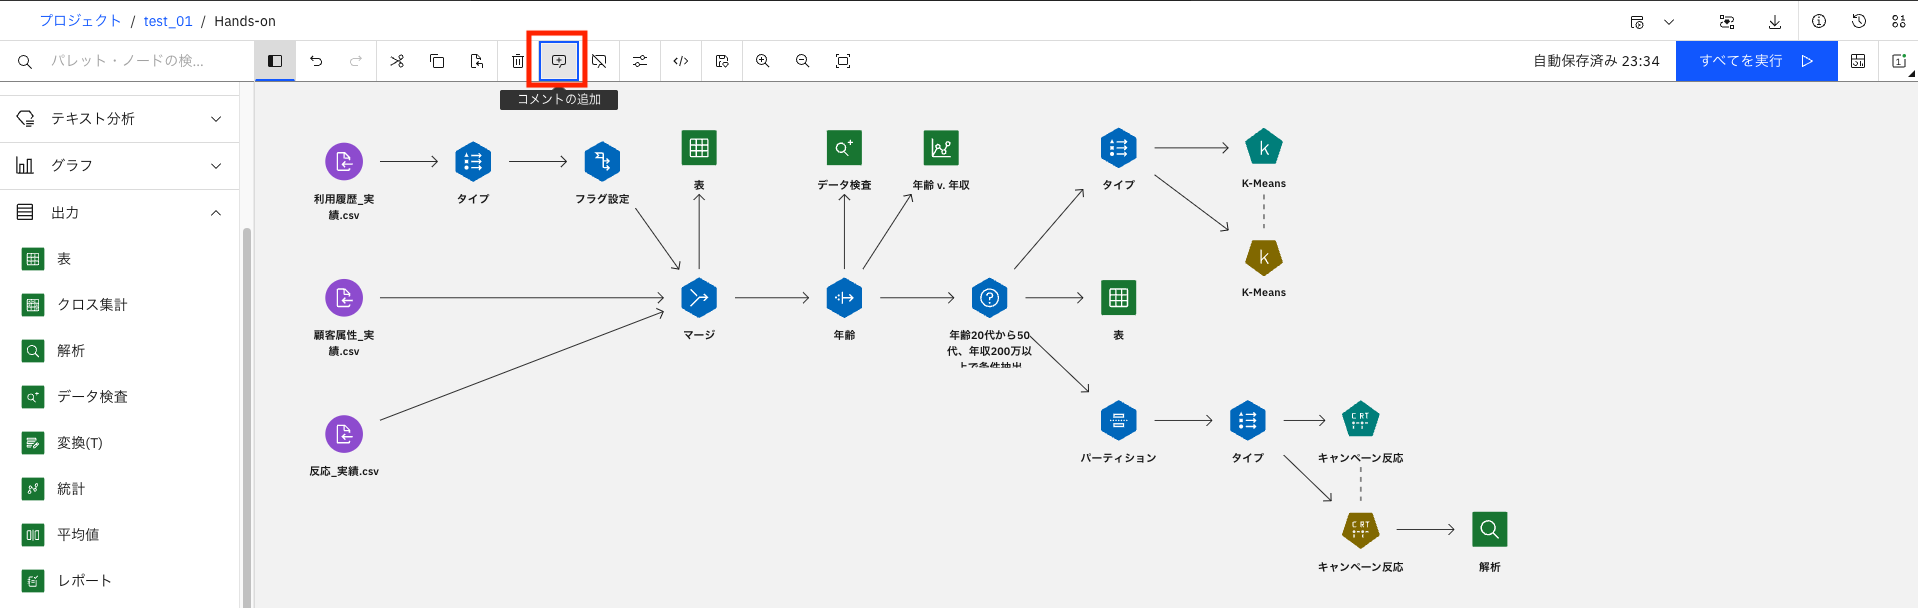 プロジェクト / test_01 / Hands-on
パレット・ノードの検...
自動保存済み 23:34
すべてを実行
コメントの追加
テキスト分析
グラフ
出力
表
クロス集計
解析
データ検査
変換(T)
統計
平均値
レポート
利用履歴_実
績.csv
タイプ
フラグ設定
表
データ検査
年齢 v. 年収
タイプ
K-Means
K-Means
顧客属性_実
績.csv
マージ
年齢
年齢20代から50
代、年収200万以
上で条件抽出
表
反応_実績.csv
パーティション
タイプ
キャンペーン反応
キャンペーン反応
解析